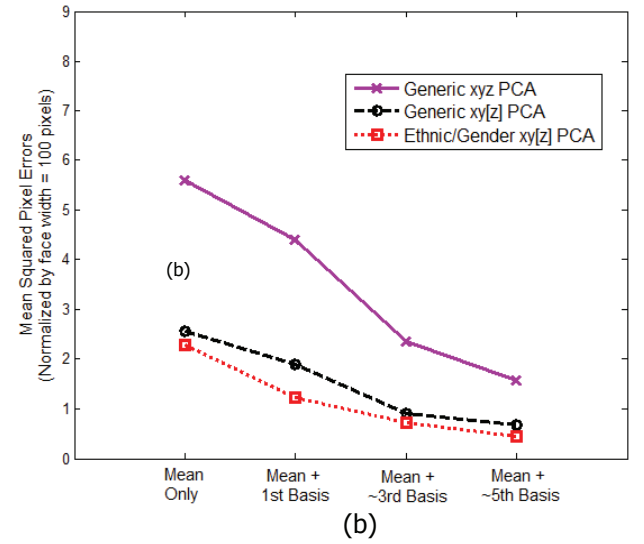 9
8
7
6
5
4
3
2
1
0
Mean Squared Pixel Errors
(Normalized by face width = 100 pixels)
Generic xyz PCA
Generic xy[z] PCA
Ethnic/Gender xy[z] PCA
(b)
Mean
Only
Mean +
1st Basis
Mean +
~3rd Basis
Mean +
~5th Basis
(b)